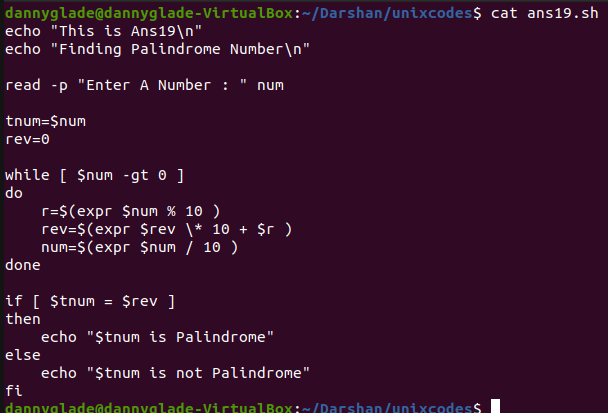 dannyglade@dannyglade-VirtualBox:~/Darshan/unixcodes$ cat ans19.sh
echo "This is Ans19\n"
echo "Finding Palindrome Number\n"

read -p "Enter A Number : " num

tnum=$num
rev=0

while [ $num -gt 0 ]
do
    r=$(expr $num % 10 )
    rev=$(expr $rev \* 10 + $r )
    num=$(expr $num / 10 )
done

if [ $tnum = $rev ]
then
    echo "$tnum is Palindrome"
else
    echo "$tnum is not Palindrome"
fi
dannyglade@dannyglade-VirtualBox:~/Darshan/unixcodes$